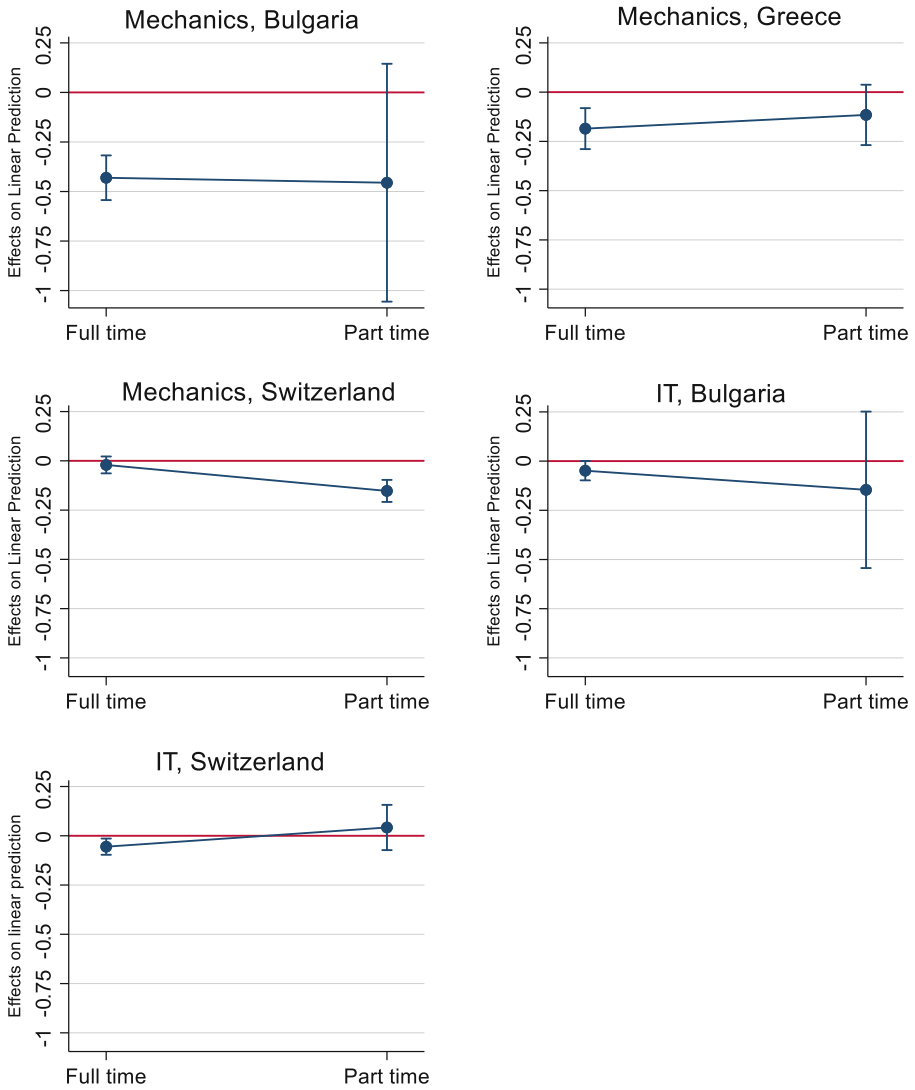 Mechanics, Bulgaria
Effects on Linear Prediction
0.25
0
-0.25
-0.5
-0.75
-1
Full time
Part time
Mechanics, Greece
Effects on Linear Prediction
0.25
0
-0.25
-0.5
-0.75
-1
Full time
Part time
Mechanics, Switzerland
Effects on Linear Prediction
0.25
0
-0.25
-0.5
-0.75
-1
Full time
Part time
IT, Bulgaria
Effects on Linear Prediction
0.25
0
-0.25
-0.5
-0.75
-1
Full time
Part time
IT, Switzerland
Effects on linear prediction
0.25
0
-0.25
-0.5
-0.75
-1
Full time
Part time